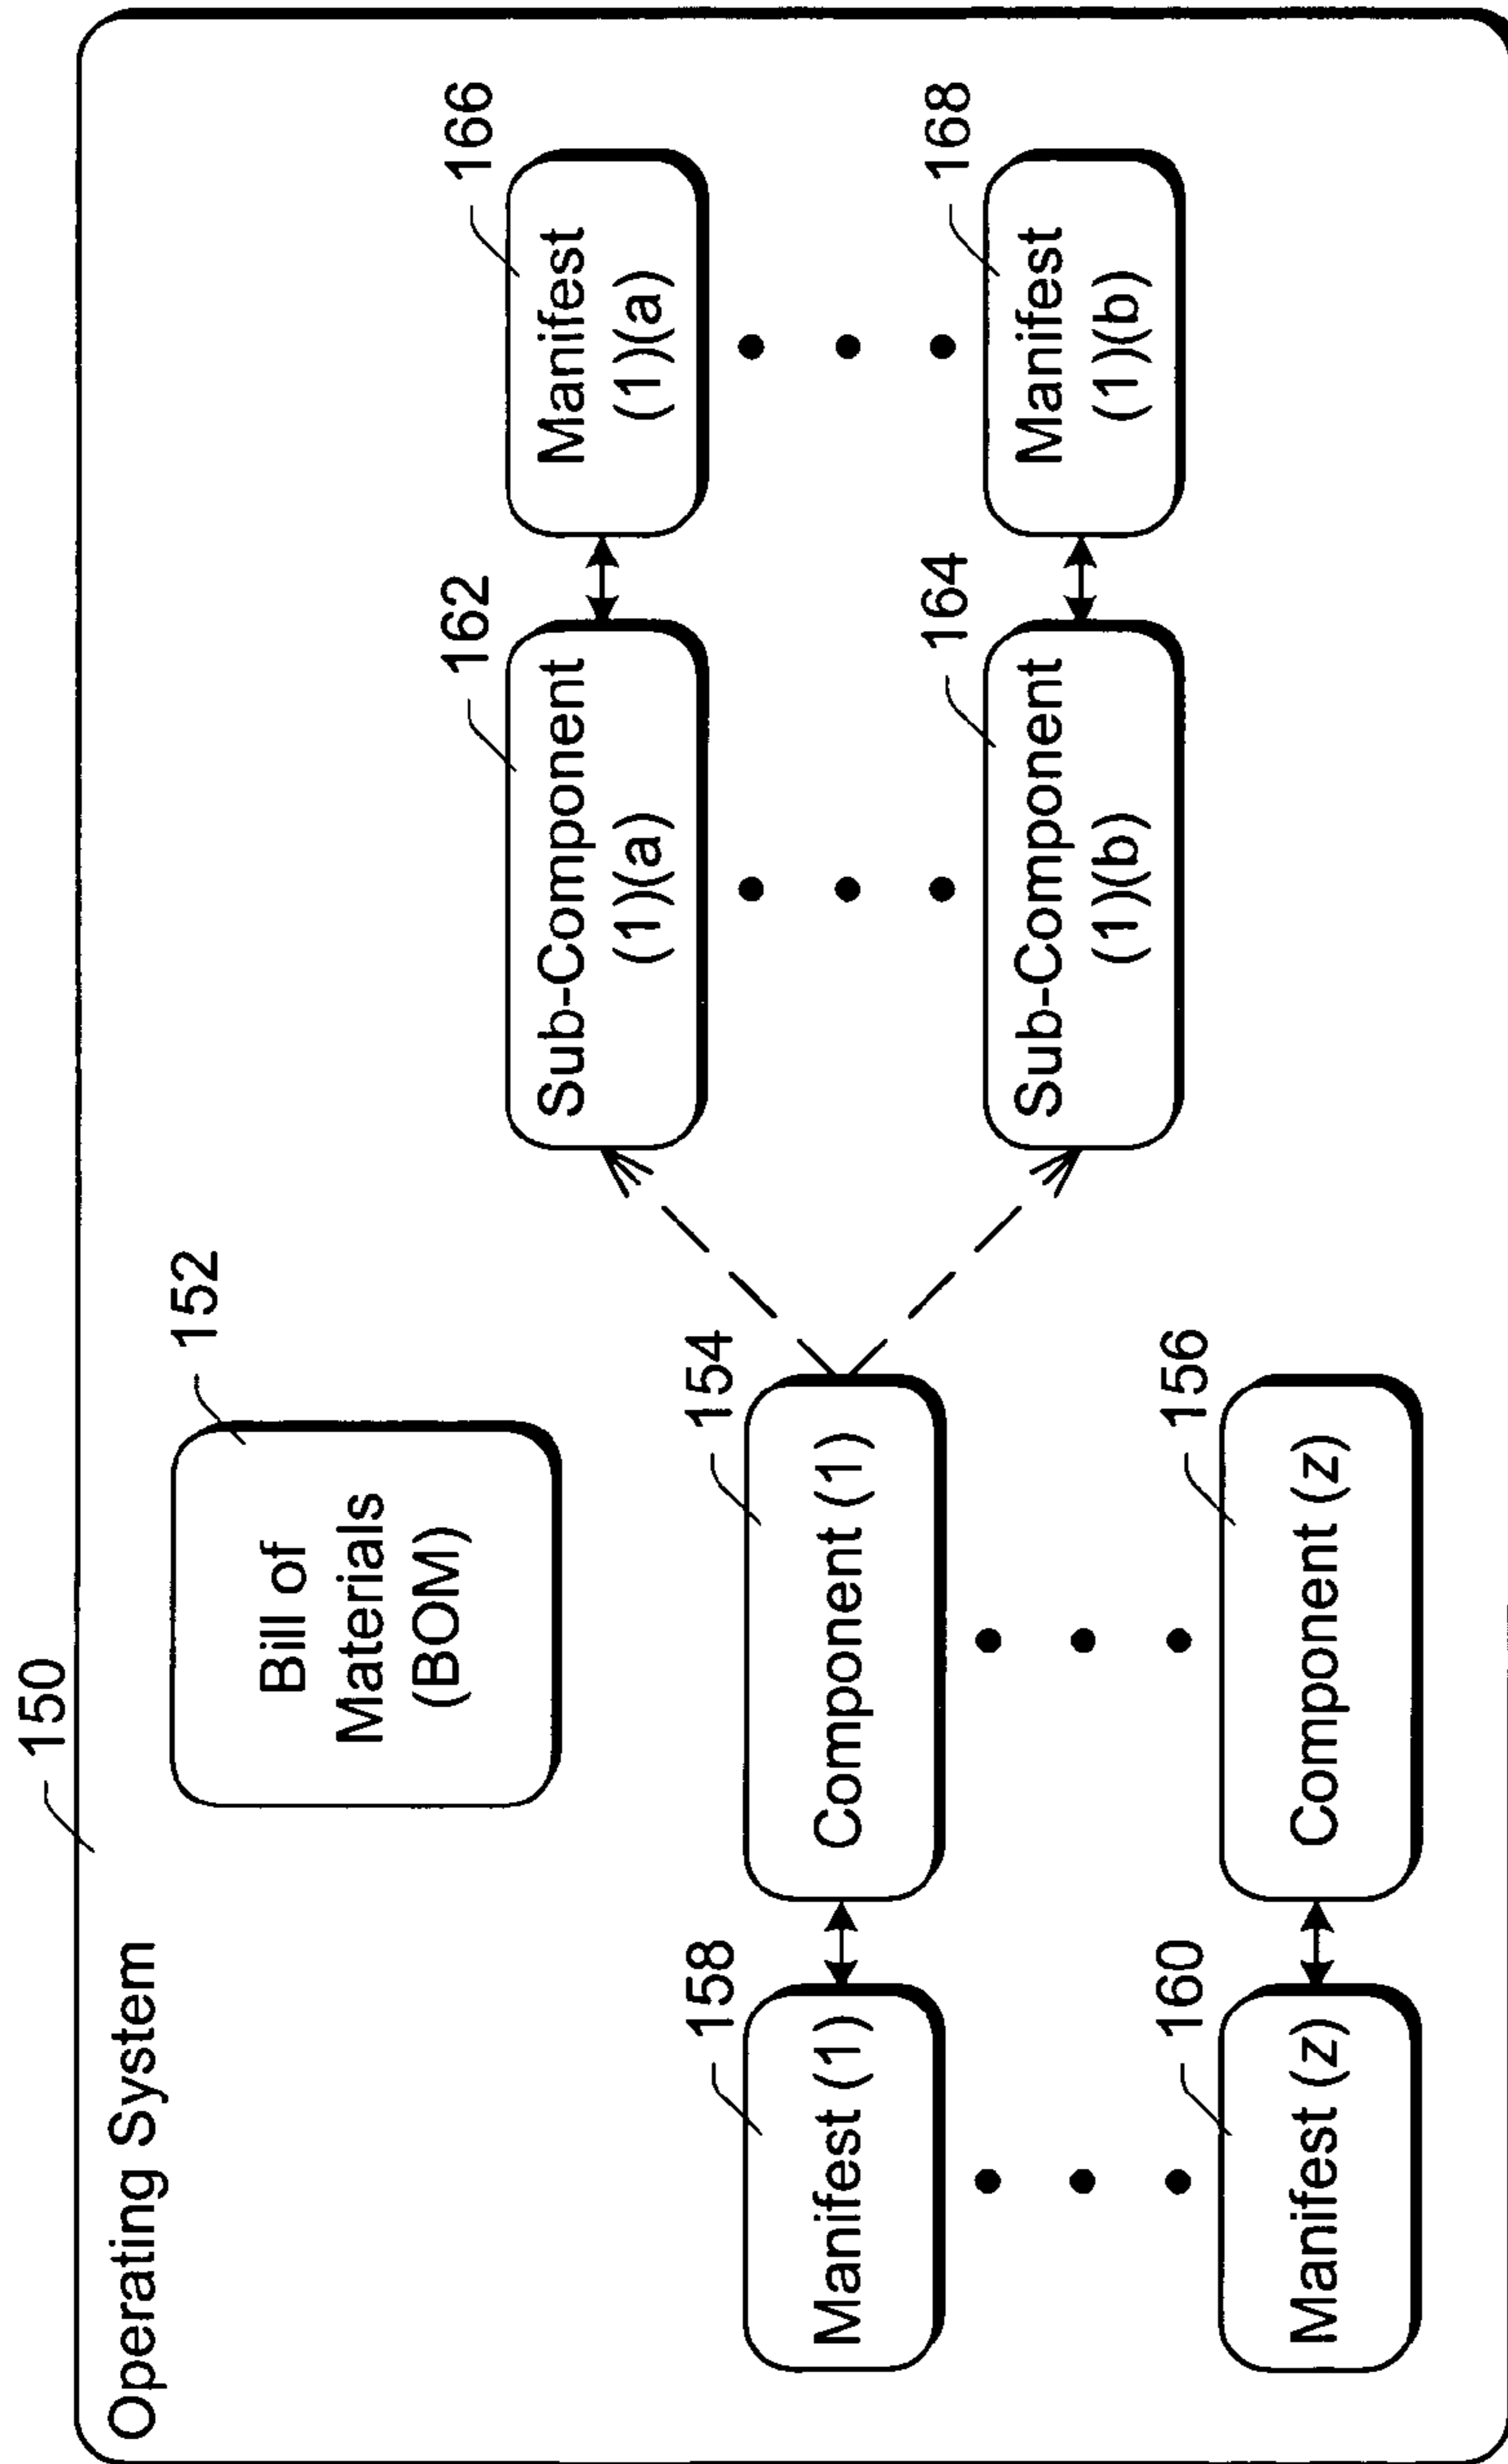 150
Operating System
152
Bill of
Materials
(BOM)
162
166
Sub-Component
(1)(a)
Manifest
(1)(a)
158
154
Manifest (1)
Component (1)
164
168
Sub-Component
(1)(b)
Manifest
(1)(b)
160
156
Manifest (z)
Component (z)